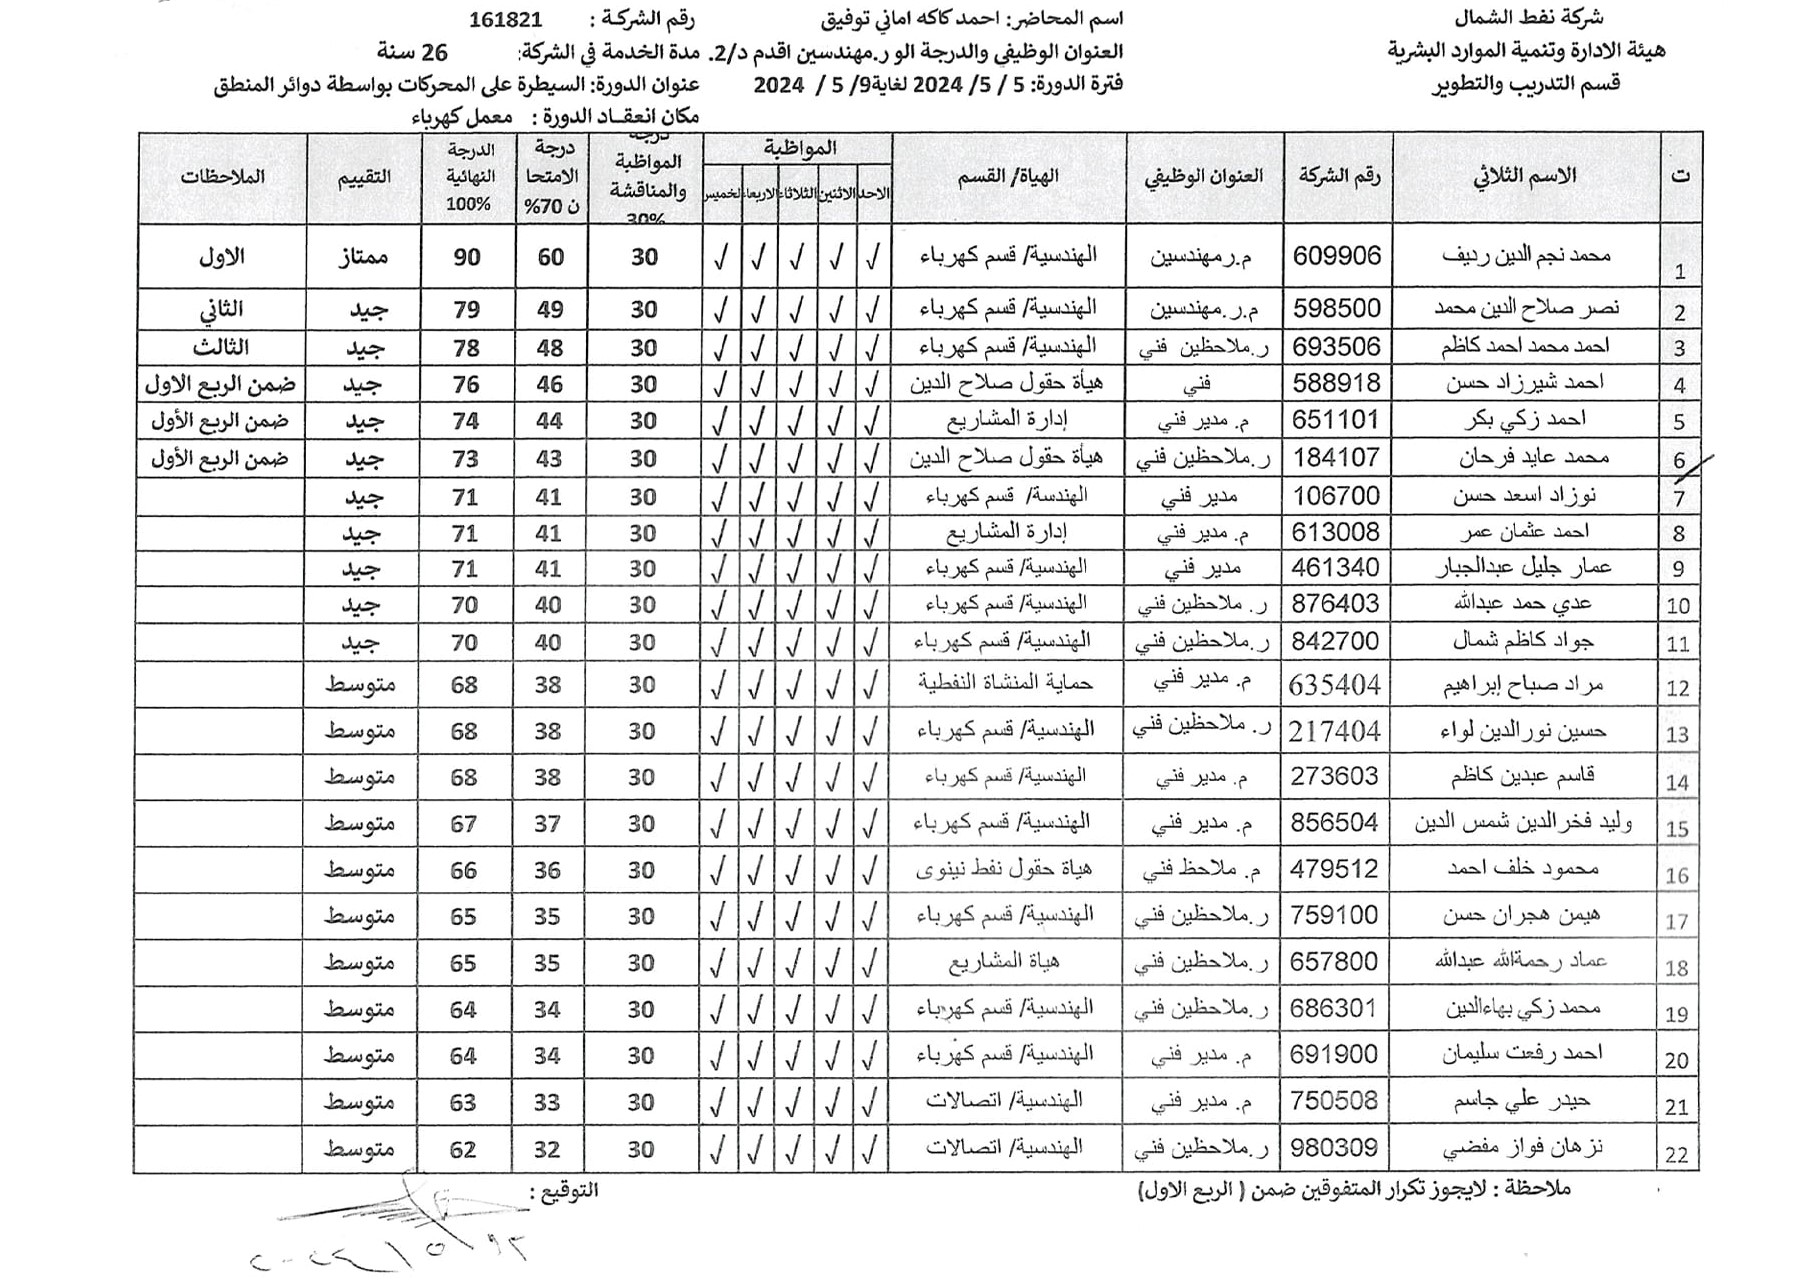 شركة نفط الشمال
هيئة الادارة وتنمية الموارد البشرية
قسم التدريب والتطوير
اسم المحاضر: احمد كاكه اماني توفيق رقم الشركة : 161821
العنوان الوظيفي والدرجة الو ر.مهندسين اقدم د/2. مدة الخدمة في الشركة: 26 سنة
فترة الدورة: 5 / 5/ 2024 لغاية9/ 5 / 2024 عنوان الدورة: السيطرة على المحركات بواسطة دوائر المنطق
مكان انعقاد الدورة : معمل كهرباء
ت الاسم الثلاثي رقم الشركة العنوان الوظيفي الهياة/ القسم المواظبة درجة المواظبة والمناقشة 30% درجة الامتحا ن 70% الدرجة النهائية 100% التقييم الملاحظات
الاحد الاثنين الثلاثاء الاربعاء الخميس
1 محمد نجم الدين رديف 609906 م.رمهندسين الهندسية/ قسم كهرباء √ √ √ √ √ 30 60 90 ممتاز الاول
2 نصر صلاح الدين محمد 598500 م.ر.مهندسين الهندسية/ قسم كهرباء √ √ √ √ √ 30 49 79 جيد الثاني
3 احمد محمد احمد كاظم 693506 ر.ملاحظين فني الهندسية/ قسم كهرباء √ √ √ √ √ 30 48 78 جيد الثالث
4 احمد شيرزاد حسن 588918 فني هيأة حقول صلاح الدين √ √ √ √ √ 30 46 76 جيد ضمن الربع الاول
5 احمد زكي بكر 651101 م. مدير فني إدارة المشاريع √ √ √ √ √ 30 44 74 جيد ضمن الربع الأول
6 محمد عايد فرحان 184107 ر.ملاحظين فني هيأة حقول صلاح الدين √ √ √ √ √ 30 43 73 جيد ضمن الربع الأول
7 نوزاد اسعد حسن 106700 مدير فني الهندسة/ قسم كهرباء √ √ √ √ √ 30 41 71 جيد
8 احمد عثمان عمر 613008 م. مدير فني إدارة المشاريع √ √ √ √ √ 30 41 71 جيد
9 عمار جليل عبدالجبار 461340 مدير فني الهندسية/ قسم كهرباء √ √ √ √ √ 30 41 71 جيد
10 عدي حمد عبدالله 876403 ر. ملاحظين فني الهندسية/ قسم كهرباء √ √ √ √ √ 30 40 70 جيد
11 جواد كاظم شمال 842700 ر.ملاحظين فني الهندسية/ قسم كهرباء √ √ √ √ √ 30 40 70 جيد
12 مراد صباح إبراهيم 635404 م. مدير فني حماية المنشاة النفطية √ √ √ √ √ 30 38 68 متوسط
13 حسين نورالدين لواء 217404 ر. ملاحظين فني الهندسية/ قسم كهرباء √ √ √ √ √ 30 38 68 متوسط
14 قاسم عبدين كاظم 273603 م. مدير فني الهندسية/ قسم كهرباء √ √ √ √ √ 30 38 68 متوسط
15 وليد فخرالدين شمس الدين 856504 م. مدير فني الهندسية/ قسم كهرباء √ √ √ √ √ 30 37 67 متوسط
16 محمود خلف احمد 479512 م. ملاحظ فني هياة حقول نفط نينوى √ √ √ √ √ 30 36 66 متوسط
17 هيمن هجران حسن 759100 ر.ملاحظين فني الهندسية/ قسم كهرباء √ √ √ √ √ 30 35 65 متوسط
18 عماد رحمةالله عبدالله 657800 ر.ملاحظين فني هياة المشاريع √ √ √ √ √ 30 35 65 متوسط
19 محمد زكي بهاءالدين 686301 ر.ملاحظين فني الهندسية/ قسم كهرباء √ √ √ √ √ 30 34 64 متوسط
20 احمد رفعت سليمان 691900 م. مدير فني الهندسية/ قسم كهرباء √ √ √ √ √ 30 34 64 متوسط
21 حيدر علي جاسم 750508 م. مدير فني الهندسية/ اتصالات √ √ √ √ √ 30 33 63 متوسط
22 نزهان فواز مفضي 980309 ر.ملاحظين فني الهندسية/ اتصالات √ √ √ √ √ 30 32 62 متوسط
ملاحظة : لايجوز تكرار المتفوقين ضمن ( الربع الاول) التوقيع :